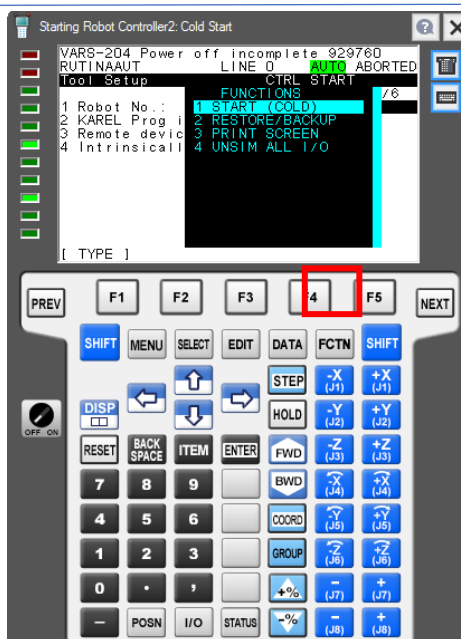 Starting Robot Controller2: Cold Start
VARS-204 Power off incomplete 929760
RUTINAAUT LINE 0 AUTO ABORTED
Tool Setup CTRL START
FUNCTIONS /6
1 Robot No.: 1 START (COLD)
2 KAREL Prog i 2 RESTORE/BACKUP
3 Remote devic 3 PRINT SCREEN
4 Intrinsicall 4 UNSIM ALL I/O
[ TYPE ]
PREV F1 F2 F3 F4 F5 NEXT
SHIFT MENU SELECT EDIT DATA FCTN SHIFT
STEP -X (J1) +X (J1)
DISP HOLD -Y (J2) +Y (J2)
OFF ON
RESET BACK SPACE ITEM ENTER FWD -Z (J3) +Z (J3)
7 8 9 BWD -X (J4) +X (J4)
4 5 6 COORD -Y (J5) +Y (J5)
1 2 3 GROUP -Z (J6) +Z (J6)
0 . , +% - (J7) + (J7)
- POSN I/O STATUS -% - (J8) + (J8)